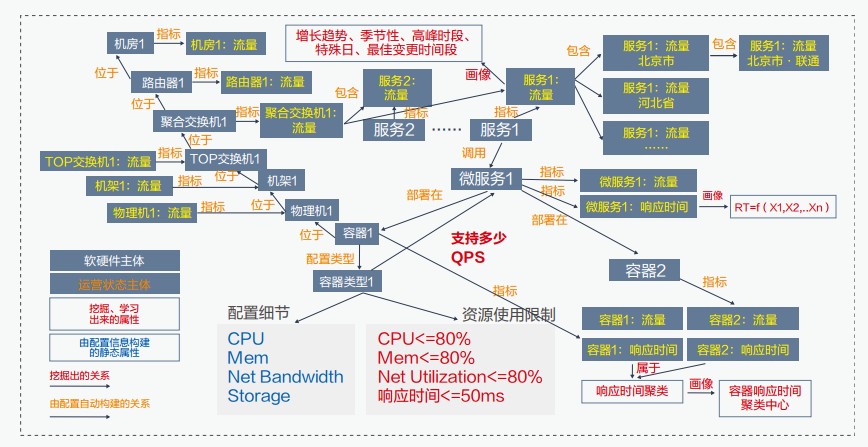 增长趋势、季节性、高峰时段、
特殊日、最佳变更时间段
机房1
指标
机房1：流量
包含
服务1：流量
北京市
包含
服务1：流量
北京市·联通
位于
路由器1
指标
路由器1：流量
服务2：
流量
画像
服务1：
流量
包含
服务1：流量
河北省
位于
聚合交换机1
指标
聚合交换机1：
流量
指标
指标
服务2
……
服务1
服务1：流量
……
位于
TOP交换机1：流量
指标
TOP交换机1
调用
位于
机架1：流量
指标
机架1
微服务1
指标
微服务1：流量
部署在
指标
微服务1：响应时间
画像
RT=f（X1,X2,..Xn）
位于
物理机1：流量
指标
物理机1
部署在
位于
容器1
支持多少
QPS
配置类型
软硬件主体
容器类型1
容器2
运营状态主体
指标
指标
挖掘、学习
出来的属性
配置细节
资源使用限制
容器1：流量
容器2：流量
由配置信息构建
的静态属性
CPU
Mem
Net Bandwidth
Storage
CPU<=80%
Mem<=80%
Net Utilization<=80%
响应时间<=50ms
容器1：响应时间
容器2：响应时间
属于
挖掘出的关系
响应时间聚类
画像
容器响应时间
聚类中心
由配置自动构建的关系